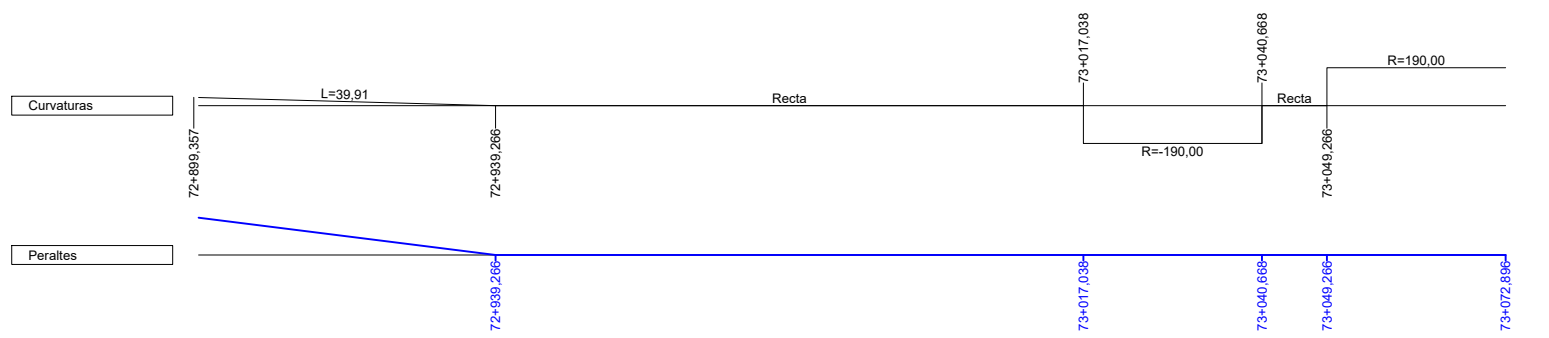 73+017,038
73+040,668
R=190,00
L=39,91
Recta
Recta
Curvaturas
R=-190,00
72+899,357
72+939,266
73+049,266
Peraltes
72+939,266
73+017,038
73+040,668
73+049,266
73+072,896